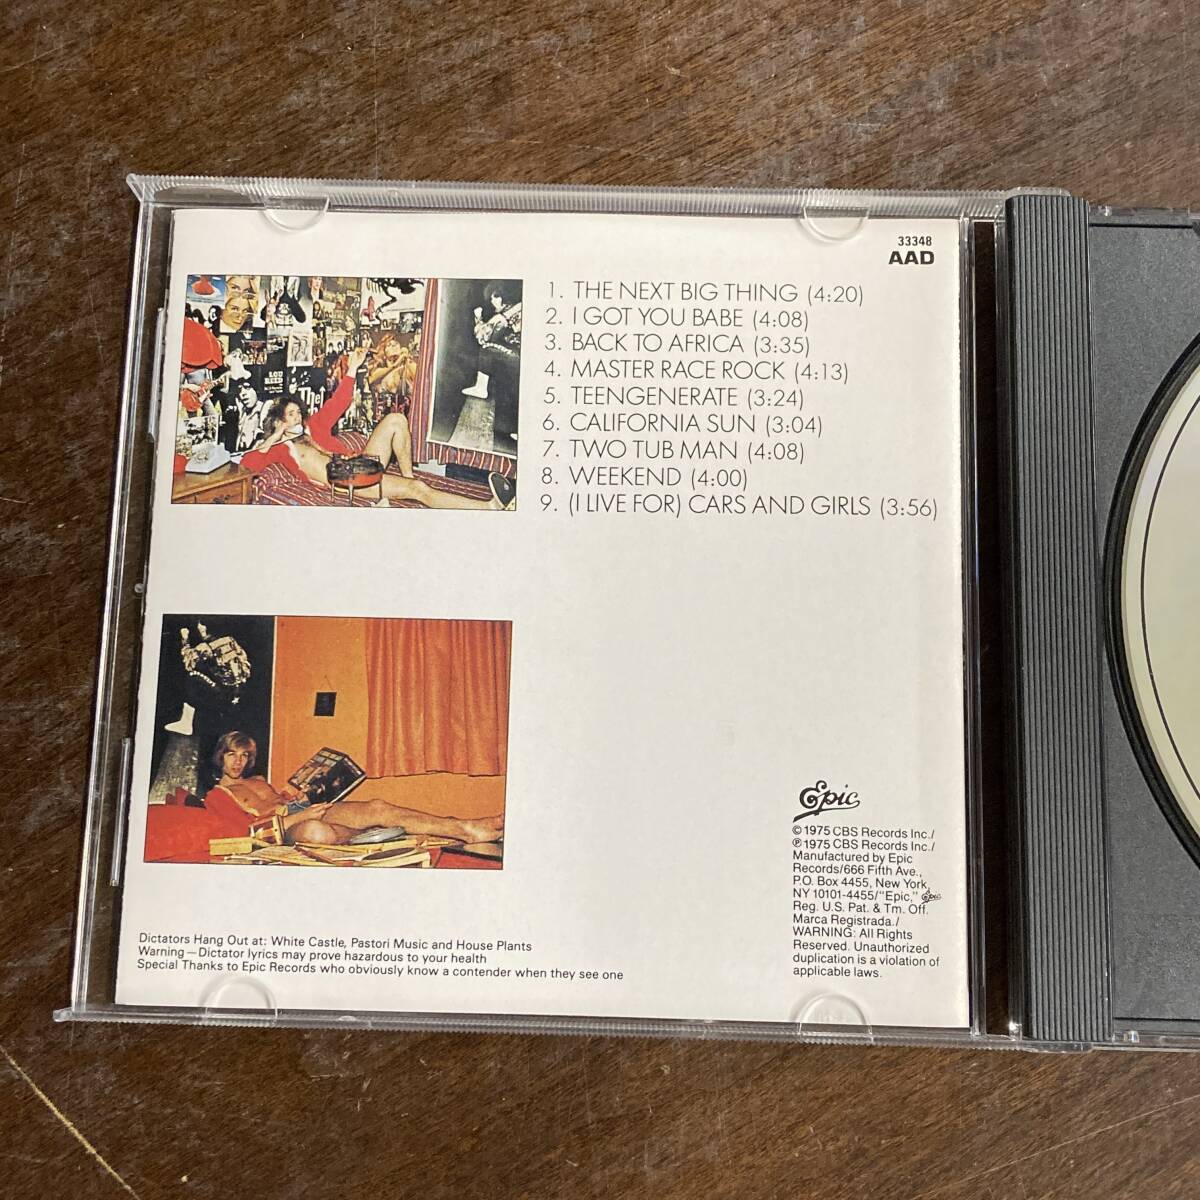 33348
AAD
1. THE NEXT BIG THING (4:20)
2. I GOT YOU BABE (4:08)
3. BACK TO AFRICA (3:35)
4. MASTER RACE ROCK (4:13)
5. TEENGENERATE (3:24)
6. CALIFORNIA SUN (3:04)
7. TWO TUB MAN (4:08)
8. WEEKEND (4:00)
9. (I LIVE FOR) CARS AND GIRLS (3:56)
LOU
REED
The
Epic
© 1975 CBS Records Inc./
℗ 1975 CBS Records Inc./
Manufactured by Epic
Records/666 Fifth Ave.,
P.O. Box 4455, New York,
NY 10101-4455/"Epic," Epic
Reg. U.S. Pat. & Tm. Off.
Marca Registrada./
WARNING: All Rights
Reserved. Unauthorized
duplication is a violation of
applicable laws.
Dictators Hang Out at: White Castle, Pastori Music and House Plants
Warning—Dictator lyrics may prove hazardous to your health
Special Thanks to Epic Records who obviously know a contender when they see one